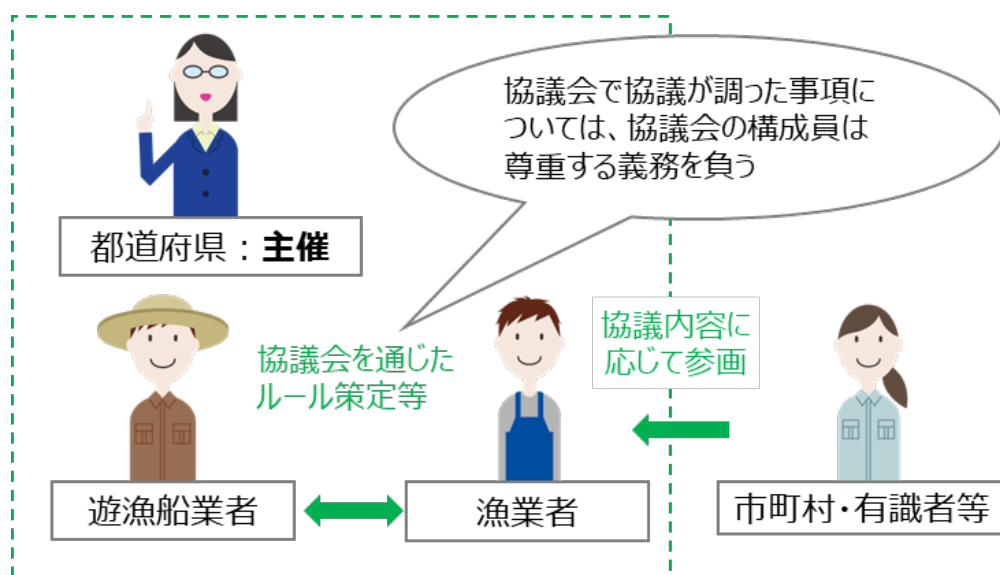 協議会で協議が調った事項に
ついては、協議会の構成員は
尊重する義務を負う
都道府県：主催
協議会を通じた
ルール策定等
協議内容に
応じて参画
遊漁船業者
漁業者
市町村・有識者等